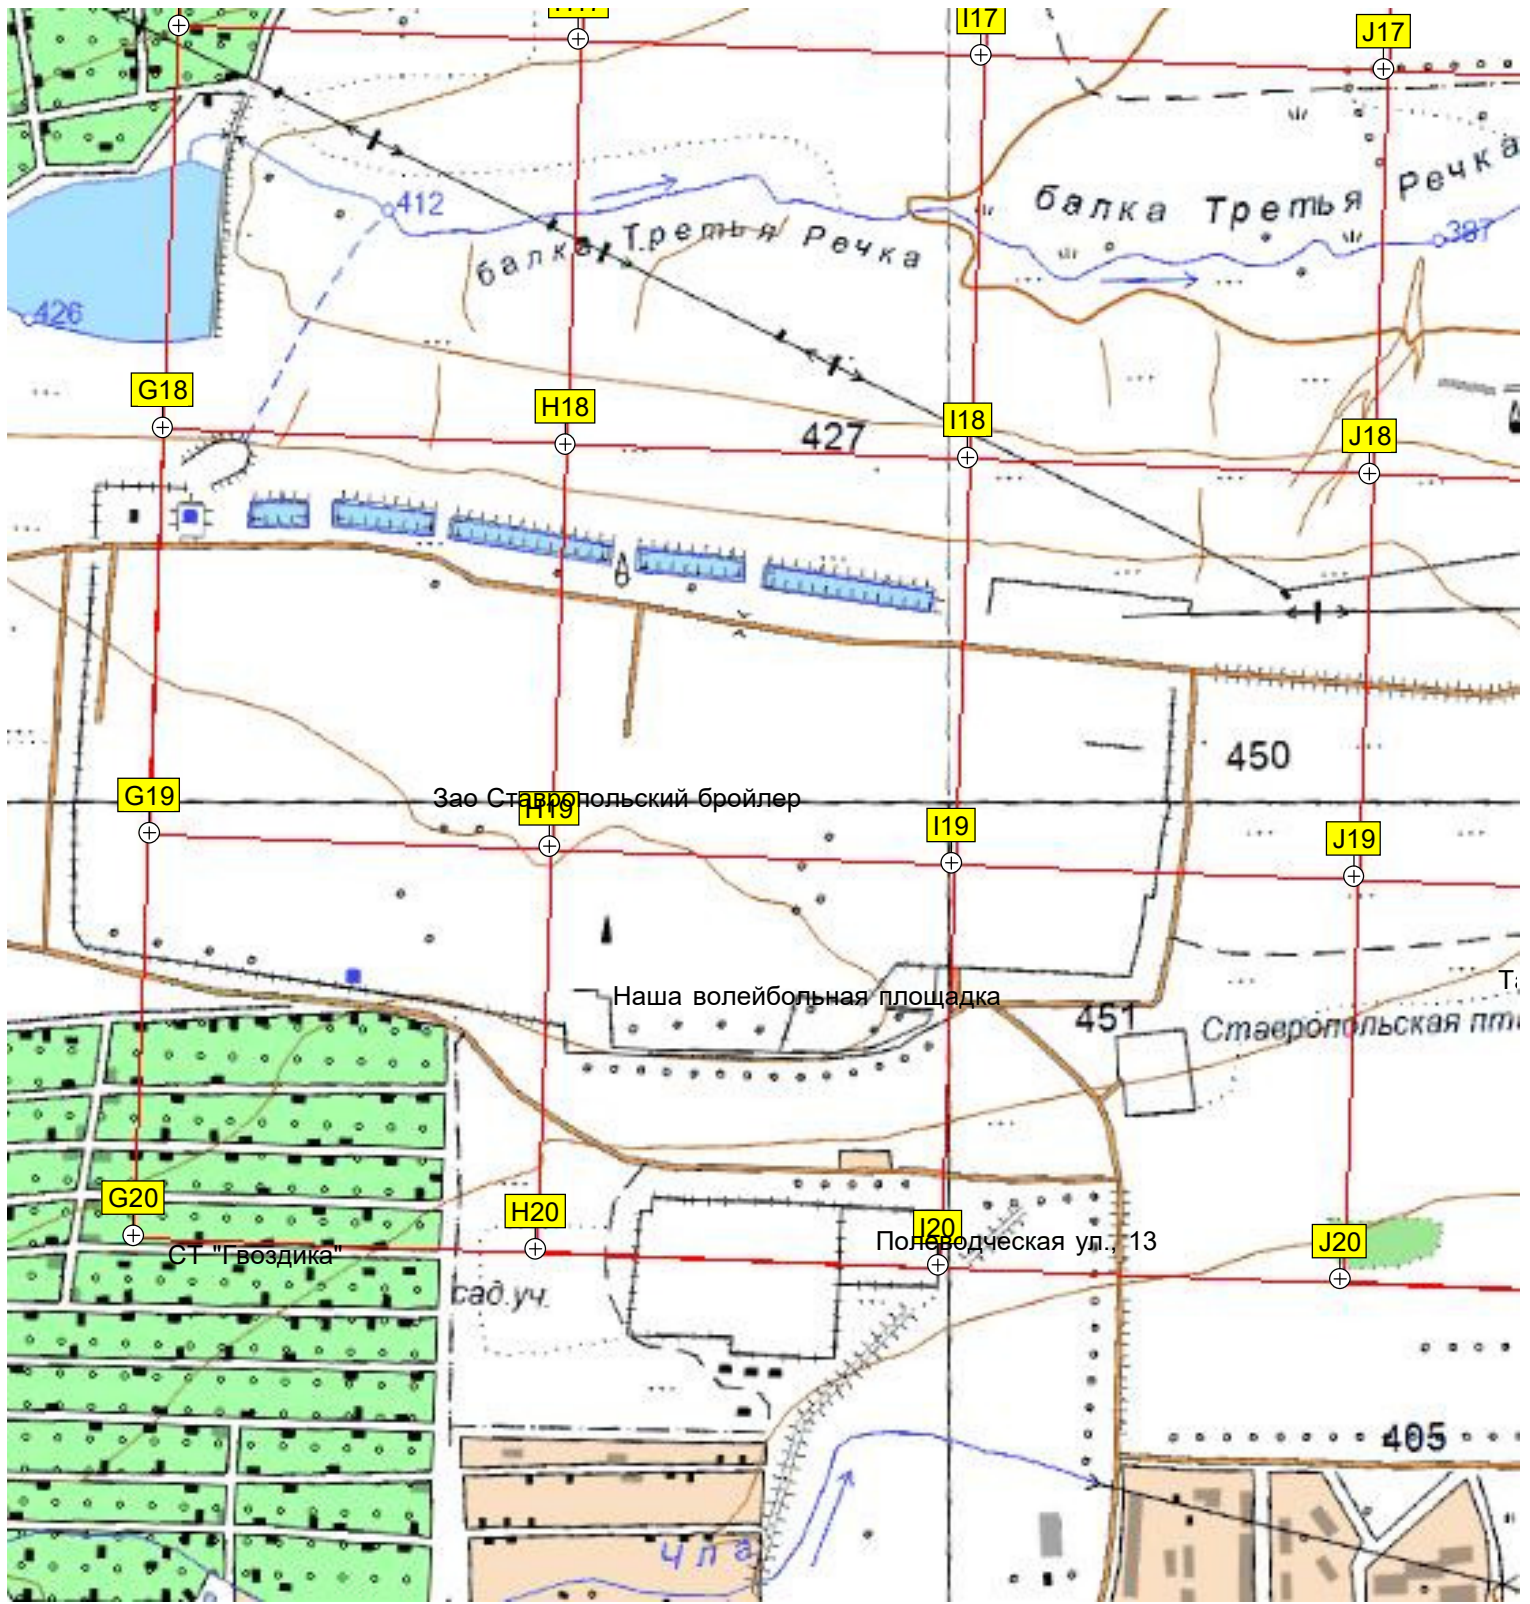 I17
J17
балка Третья Речка
412
балка Третья Речка
387
426
G18
H18
I18
427
J18
450
G19
Зао Ставропольский бройлер
H19
I19
J19
Наша волейбольная площадка
451
Ставропольская пти
G20
H20
I20
J20
СТ "Гвоздика"
Полеводческая ул., 13
сад.уч.
405
Чла